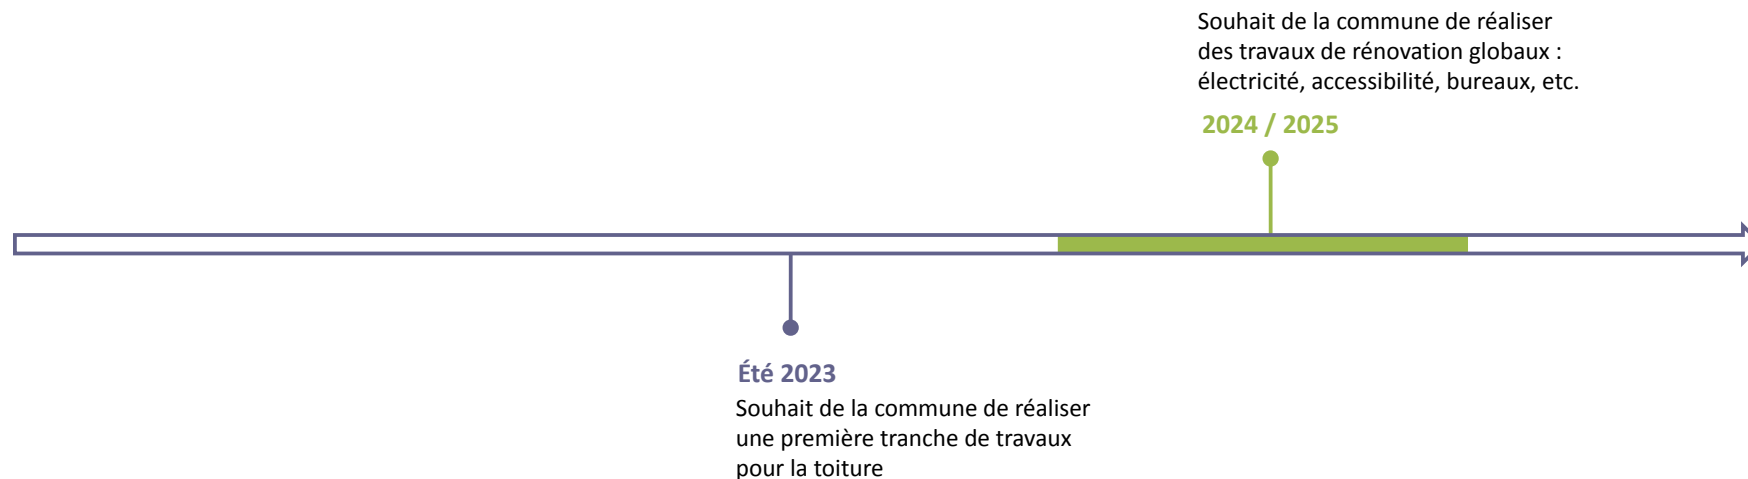 Souhait de la commune de réaliser
des travaux de rénovation globaux :
électricité, accessibilité, bureaux, etc.
2024 / 2025
Été 2023
Souhait de la commune de réaliser
une première tranche de travaux
pour la toiture